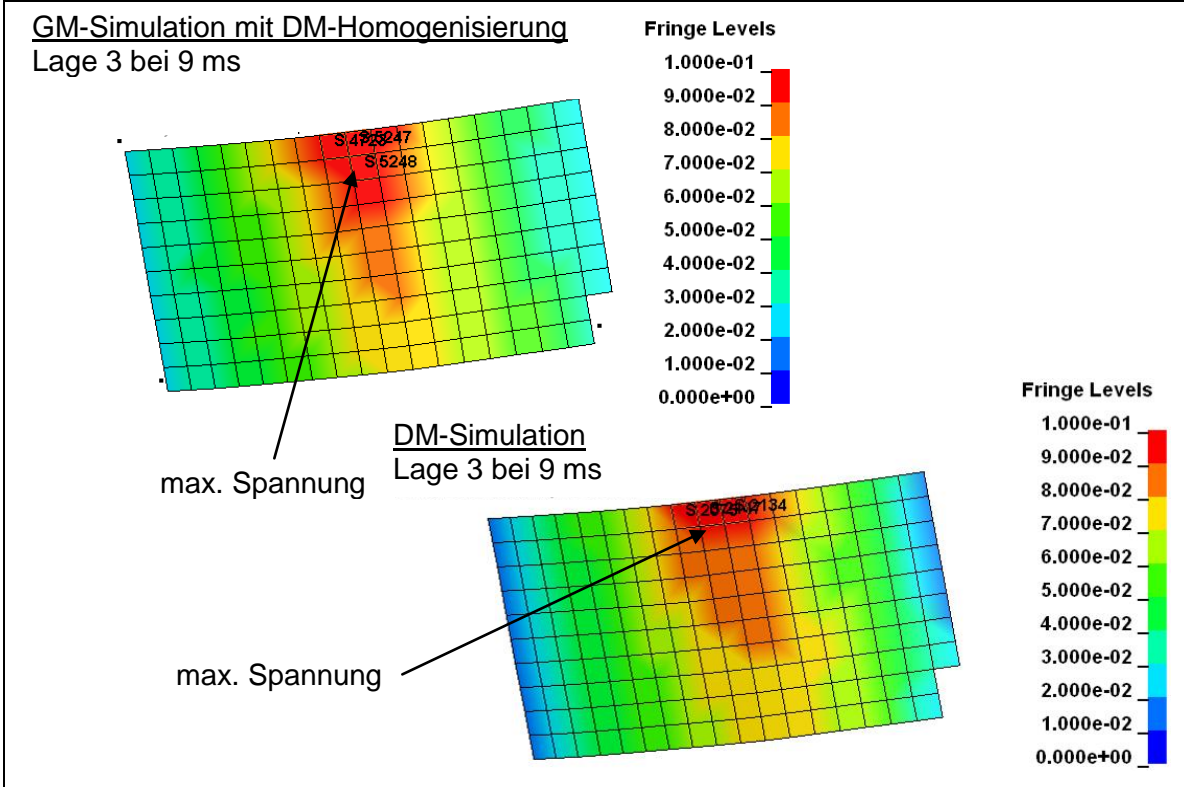 GM-Simulation mit DM-Homogenisierung
Lage 3 bei 9 ms
Fringe Levels
1.000e-01
9.000e-02
8.000e-02
7.000e-02
6.000e-02
5.000e-02
4.000e-02
3.000e-02
2.000e-02
1.000e-02
0.000e+00
S 5248
max. Spannung
DM-Simulation
Lage 3 bei 9 ms
max. Spannung
Fringe Levels
1.000e-01
9.000e-02
8.000e-02
7.000e-02
6.000e-02
5.000e-02
4.000e-02
3.000e-02
2.000e-02
1.000e-02
0.000e+00